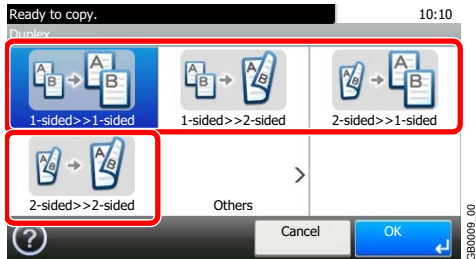 Ready to copy. 10:10
Duplex
A B A B A B A B A B A B
1-sided>>1-sided 1-sided>>2-sided 2-sided>>1-sided
A B A B
2-sided>>2-sided Others
? Cancel OK
GB0009_00